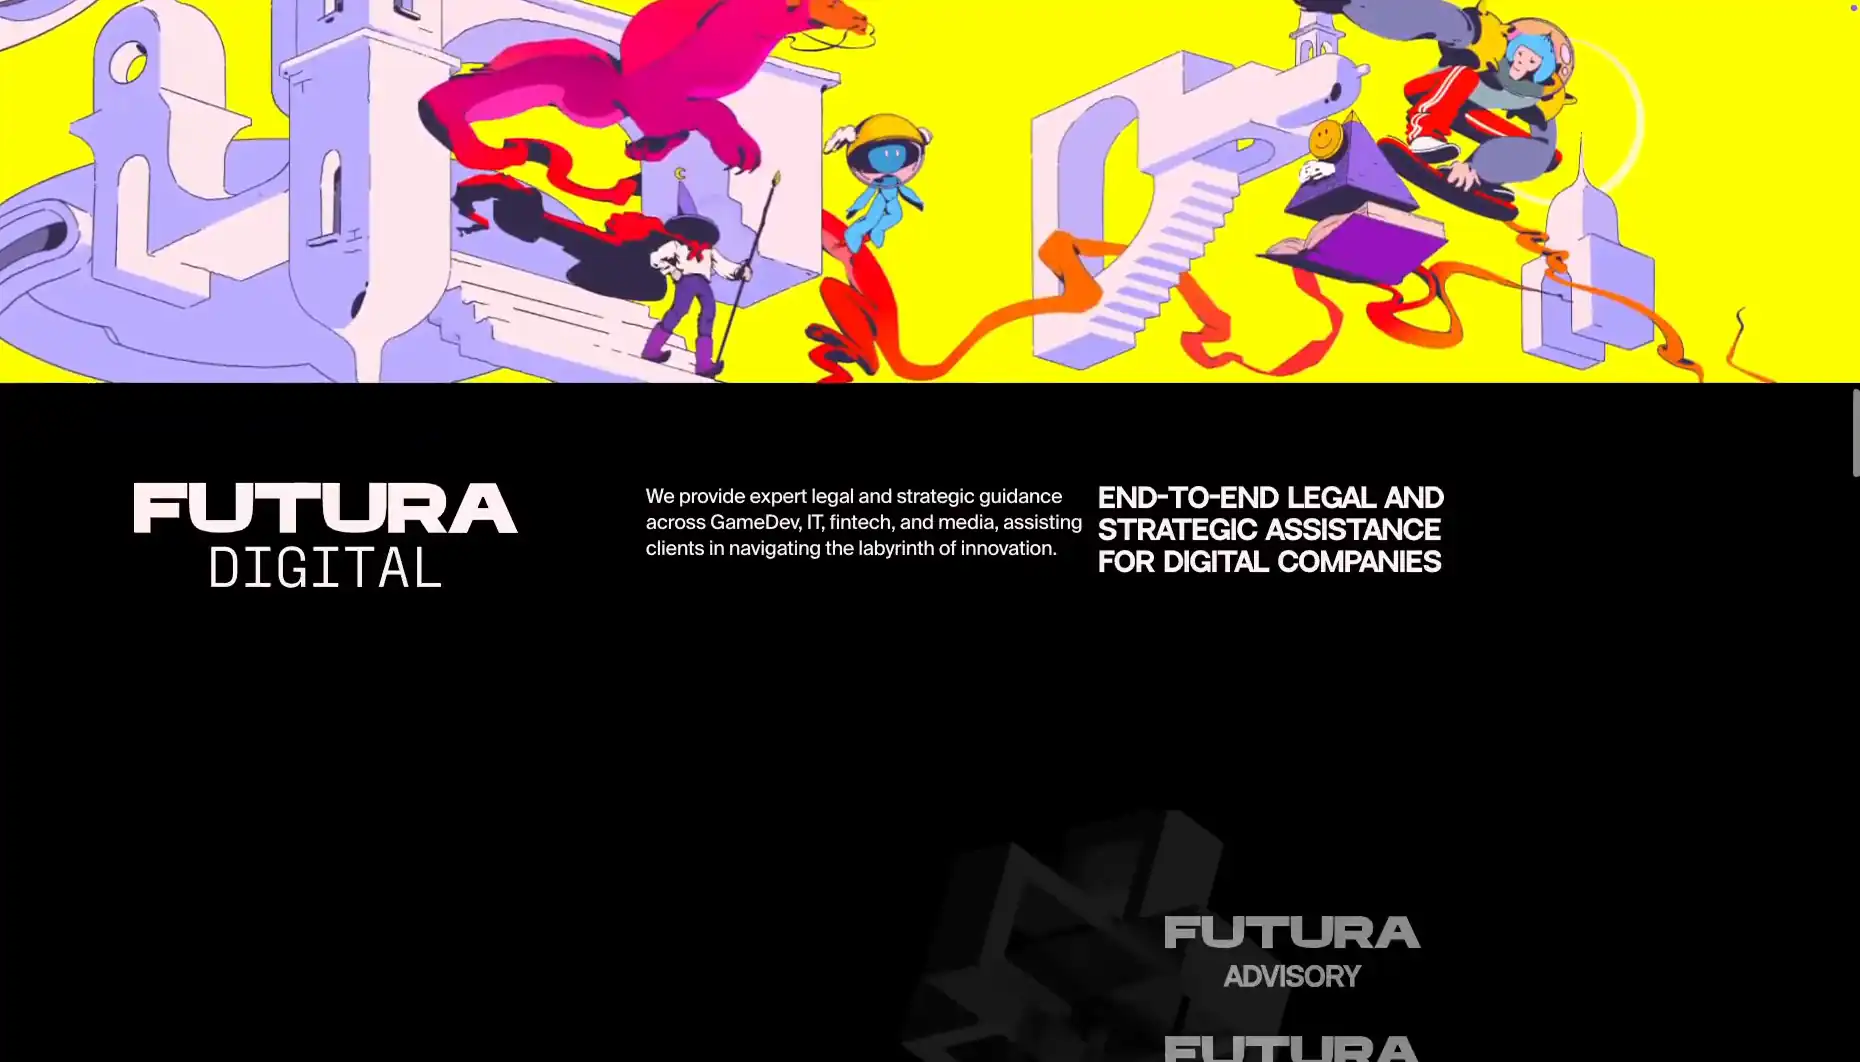 FUTURA
DIGITAL
We provide expert legal and strategic guidance
across GameDev, IT, fintech, and media, assisting
clients in navigating the labyrinth of innovation.
END-TO-END LEGAL AND
STRATEGIC ASSISTANCE
FOR DIGITAL COMPANIES
FUTURA
ADVISORY
FUTURA